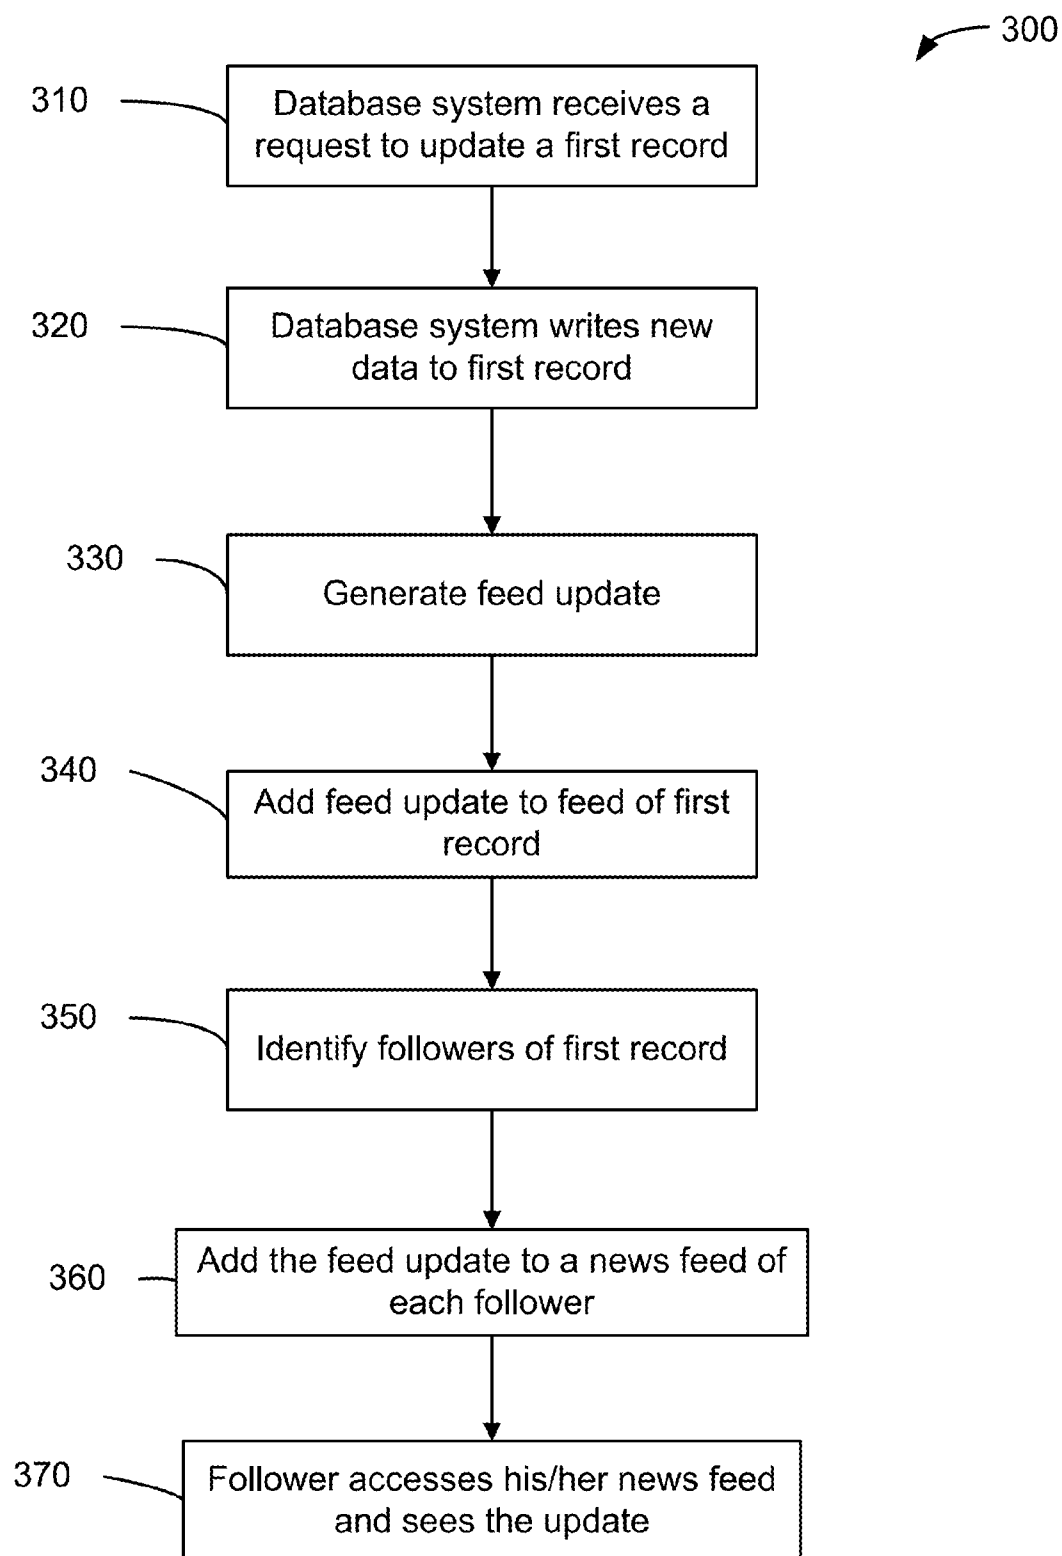 300
310
Database system receives a
request to update a first record
320
Database system writes new
data to first record
330
Generate feed update
340
Add feed update to feed of first
record
350
Identify followers of first record
360
Add the feed update to a news feed of
each follower
370
Follower accesses his/her news feed
and sees the update